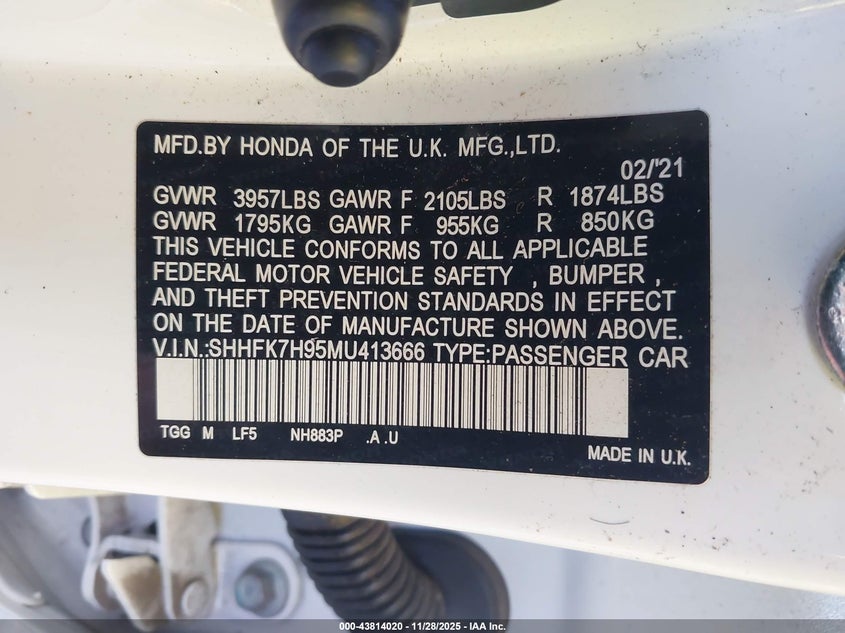 MFD.BY HONDA OF THE U.K. MFG.,LTD.
02/'21
GVWR 3957LBS GAWR F 2105LBS R 1874LBS
GVWR 1795KG GAWR F 955KG R 850KG
THIS VEHICLE CONFORMS TO ALL APPLICABLE
FEDERAL MOTOR VEHICLE SAFETY , BUMPER ,
AND THEFT PREVENTION STANDARDS IN EFFECT
ON THE DATE OF MANUFACTURE SHOWN ABOVE.
V.I.N.:SHHFK7H95MU413666 TYPE:PASSENGER CAR
TGG M LF5 NH883P .A .U
MADE IN U.K.
000-43814020 - 11/28/2025 - IAA Inc.